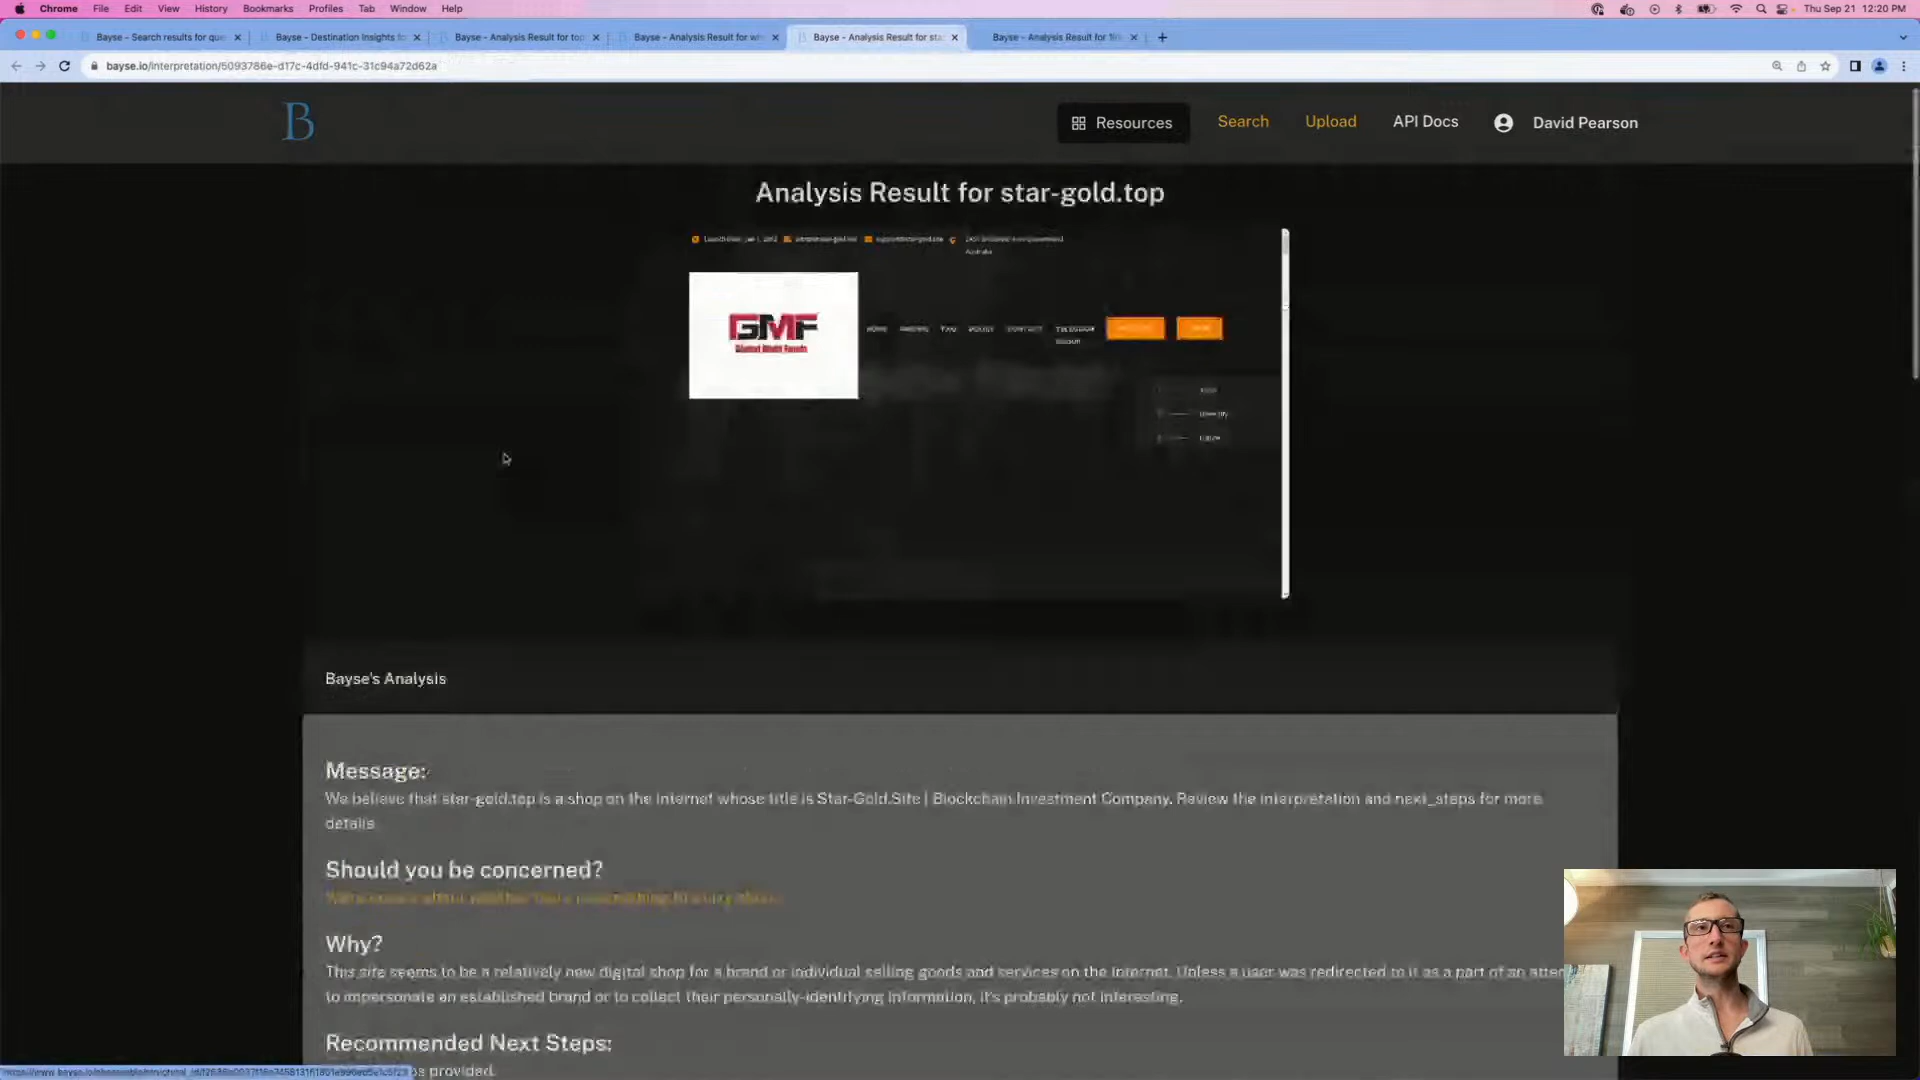 Chrome File Edit View History Bookmarks Profiles Tab Window Help Thu Sep 21 12:20 PM
Bayse - Search results for que Bayse - Destination Insights fo Bayse - Analysis Result for to Bayse - Analysis Result for wh Bayse - Analysis Result for sta Bayse - Analysis Result for
bayse.io/interpretation/5093786e-d17c-4dfd-941c-31c94a72d62a
B Resources Search Upload API Docs David Pearson
Analysis Result for star-gold.top
Australia
GMF
HOME
Bayse's Analysis
Message:
We believe that star-gold.top is a shop on the Internet whose title is Star-Gold.Site | Blockchain Investment Company. Review the interpretation and next_steps for more
details
Should you be concerned?
Why?
This site seems to be a relatively new digital shop for a brand or individual selling goods and services on the Internet. Unless a user was redirected to it as a part of an
to impersonate an established brand or to collect their personally-identifying information, it's probably not interesting.
Recommended Next Steps:
provided.